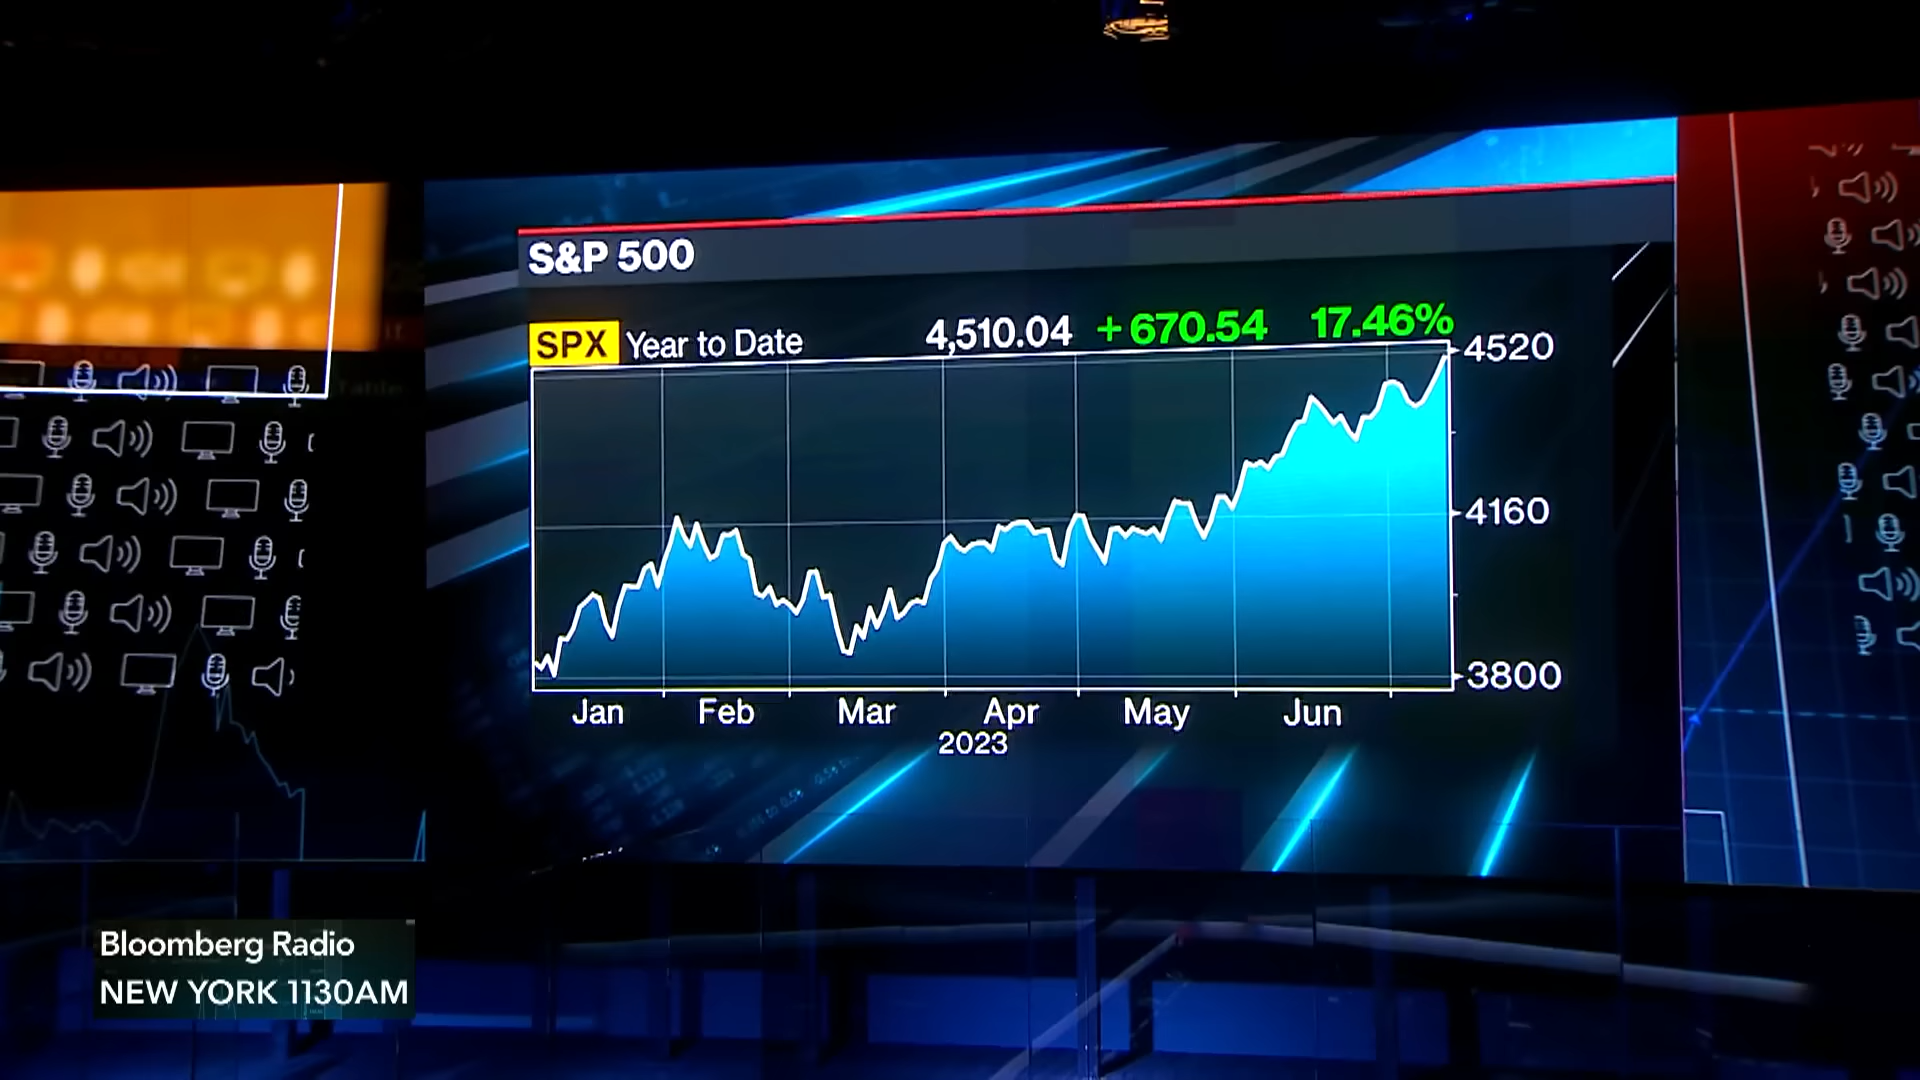 S&P 500
SPX Year to Date 4,510.04 +670.54 17.46%
4520
4160
3800
Jan Feb Mar Apr May Jun
2023
Bloomberg Radio
NEW YORK 1130AM